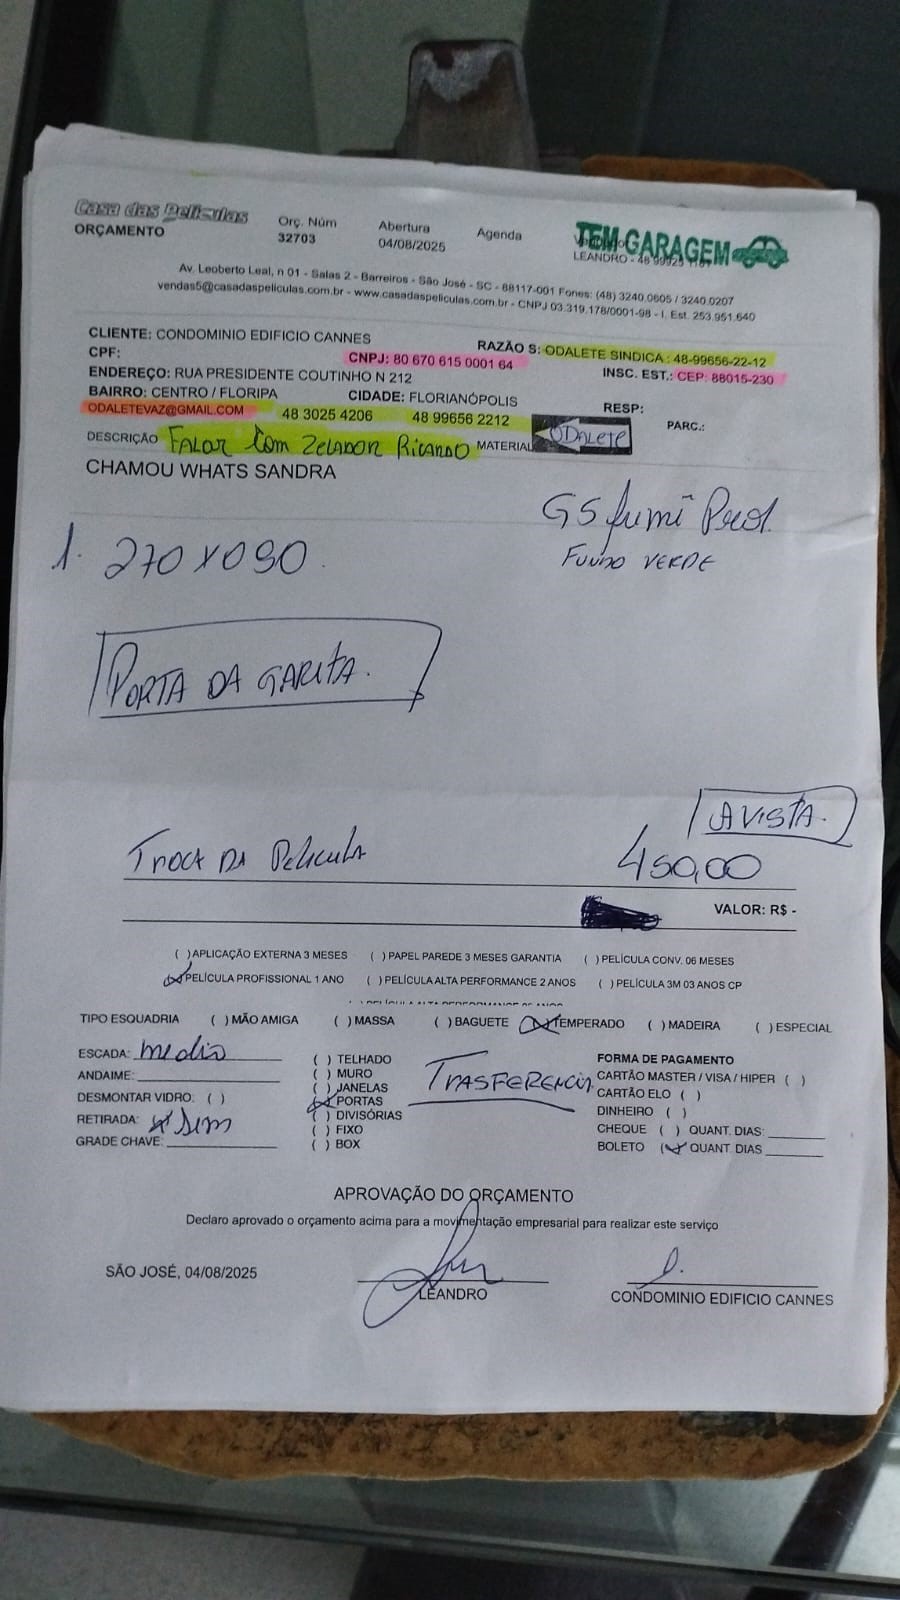 Casa das Películas
ORÇAMENTO
Orç. Núm
32703
Abertura
04/08/2025
Agenda
TEM GARAGEM
LEANDRO - 48 99925 1161
Av. Leoberto Leal, n 01 - Salas 2 - Barreiros - São José - SC - 88117-001 Fones: (48) 3240.0605 / 3240.0207
vendas5@casadaspeliculas.com.br - www.casadaspeliculas.com.br - CNPJ 03.319.178/0001-98 - I. Est. 253.951.640
CLIENTE: CONDOMINIO EDIFICIO CANNES
RAZÃO S: ODALETE SINDICA : 48-99656-22-12
CPF:
CNPJ: 80 670 615 0001 64
INSC. EST.: CEP: 88015-230
ENDEREÇO: RUA PRESIDENTE COUTINHO N 212
BAIRRO: CENTRO / FLORIPA
CIDADE: FLORIANÓPOLIS
RESP:
PARC.:
ODALETEVAZ@GMAIL.COM
48 3025 4206
48 99656 2212
ODALETE
DESCRIÇÃO FALAR COM ZELADOR RICARDO MATERIAL
CHAMOU WHATS SANDRA
G5 fumê Prof.
FUNDO VERDE
1. 270 X 090
PORTA DA GARITA.
A VISTA.
TROCA DA PELICULA
450,00
VALOR: R$ -
( ) APLICAÇÃO EXTERNA 3 MESES ( ) PAPEL PAREDE 3 MESES GARANTIA ( ) PELÍCULA CONV. 06 MESES
(X) PELÍCULA PROFISSIONAL 1 ANO ( ) PELÍCULA ALTA PERFORMANCE 2 ANOS ( ) PELÍCULA 3M 03 ANOS CP
TIPO ESQUADRIA ( ) MÃO AMIGA ( ) MASSA ( ) BAGUETE (X) TEMPERADO ( ) MADEIRA ( ) ESPECIAL
ESCADA: medio
ANDAIME:
DESMONTAR VIDRO: ( )
RETIRADA: X Sim
GRADE CHAVE:
( ) TELHADO
( ) MURO
( ) JANELAS
(X) PORTAS
( ) DIVISÓRIAS
( ) FIXO
( ) BOX
TRASFERENCIA
FORMA DE PAGAMENTO
CARTÃO MASTER / VISA / HIPER ( )
CARTÃO ELO ( )
DINHEIRO ( )
CHEQUE ( ) QUANT. DIAS:
BOLETO (X) QUANT. DIAS
APROVAÇÃO DO ORÇAMENTO
Declaro aprovado o orçamento acima para a movimentação empresarial para realizar este serviço
SÃO JOSÉ, 04/08/2025
LEANDRO
CONDOMINIO EDIFICIO CANNES